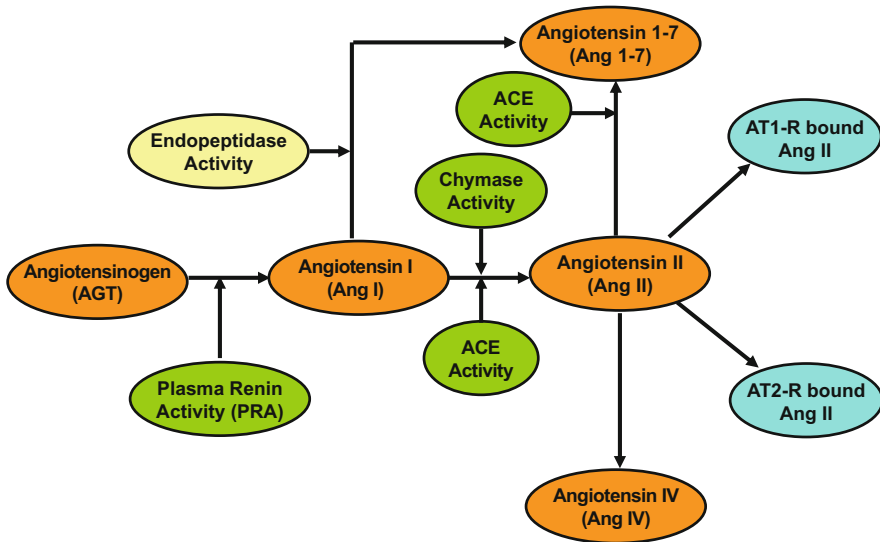 Angiotensin 1-7
(Ang 1-7)
ACE
Activity
AT1-R bound
Ang II
Endopeptidase
Activity
Chymase
Activity
Angiotensinogen
(AGT)
Angiotensin I
(Ang I)
Angiotensin II
(Ang II)
ACE
Activity
Plasma Renin
Activity (PRA)
AT2-R bound
Ang II
Angiotensin IV
(Ang IV)